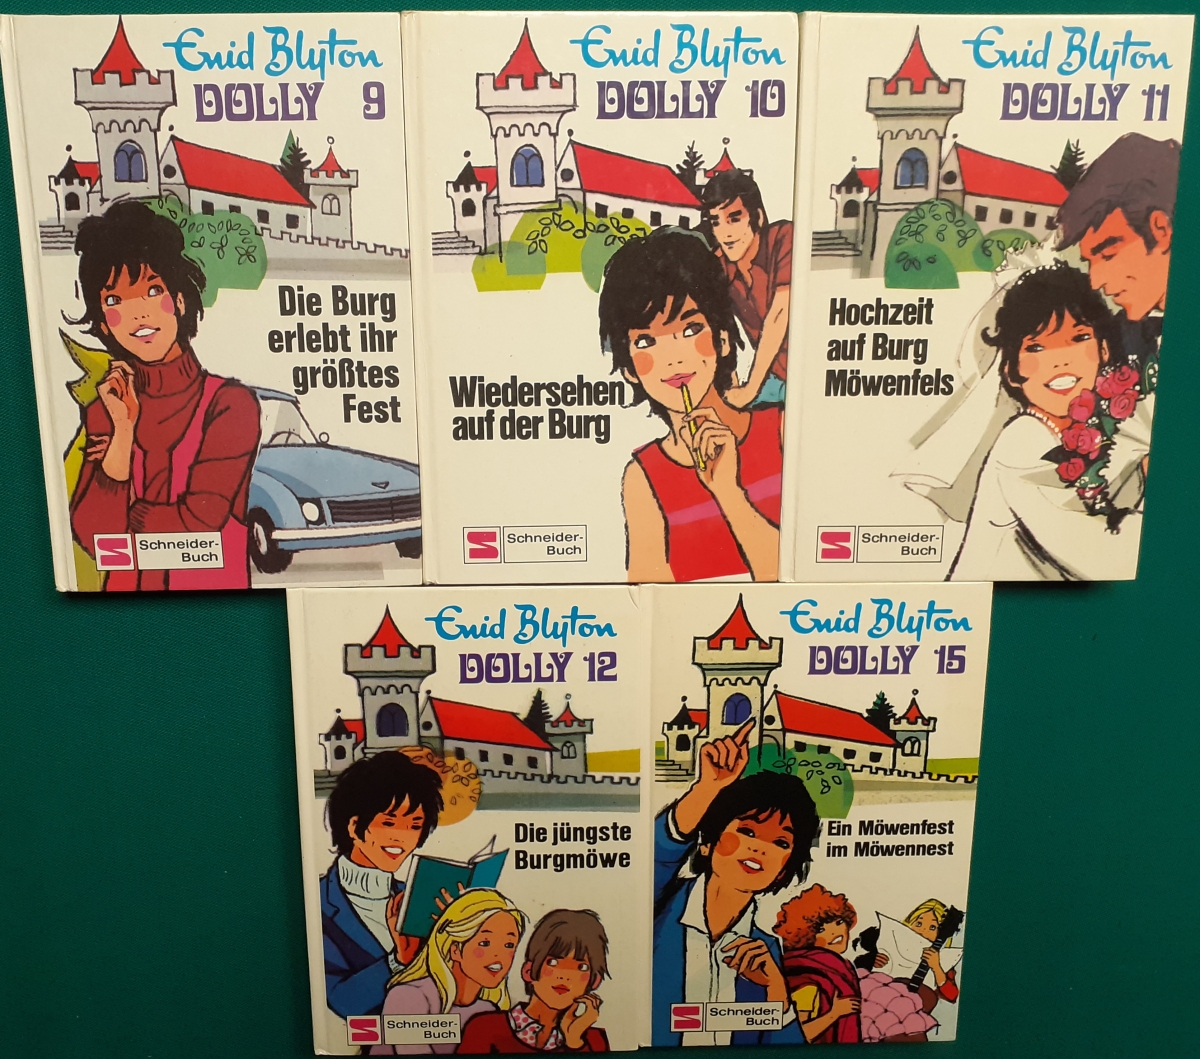 Enid Blyton
DOLLY 9
Die Burg
erlebt ihr
größtes
Fest
Schneider-
Buch
Enid Blyton
DOLLY 10
Wiedersehen
auf der Burg
Schneider-
Buch
Enid Blyton
DOLLY 11
Hochzeit
auf Burg
Möwenfels
Schneider-
Buch
Enid Blyton
DOLLY 12
Die jüngste
Burgmöwe
Schneider-
Buch
Enid Blyton
DOLLY 15
Ein Möwenfest
im Möwennest
Schneider-
Buch